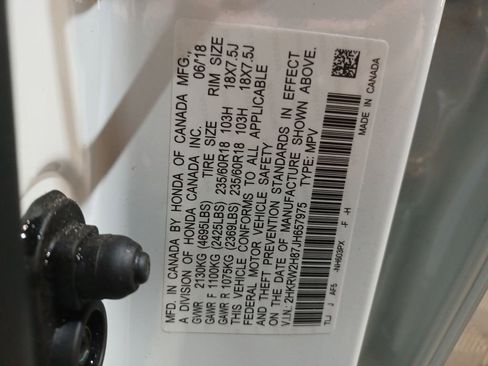 MFD. IN CANADA BY HONDA OF CANADA MFG.,
A DIVISION OF HONDA CANADA INC. 06/18
GVWR 2130KG (4695LBS) TIRE SIZE RIM SIZE
GAWR F 1100KG (2425LBS) 235/60R18 103H 18X7.5J
GAWR R 1075KG (2369LBS) 235/60R18 103H 18X7.5J
THIS VEHICLE CONFORMS TO ALL APPLICABLE
FEDERAL MOTOR VEHICLE SAFETY
AND THEFT PREVENTION STANDARDS IN EFFECT
ON THE DATE OF MANUFACTURE SHOWN ABOVE.
V.I.N.: 2HKRW2H87JH657975 TYPE: MPV
TLJ J AF5 -NH603PX -F -H
MADE IN CANADA